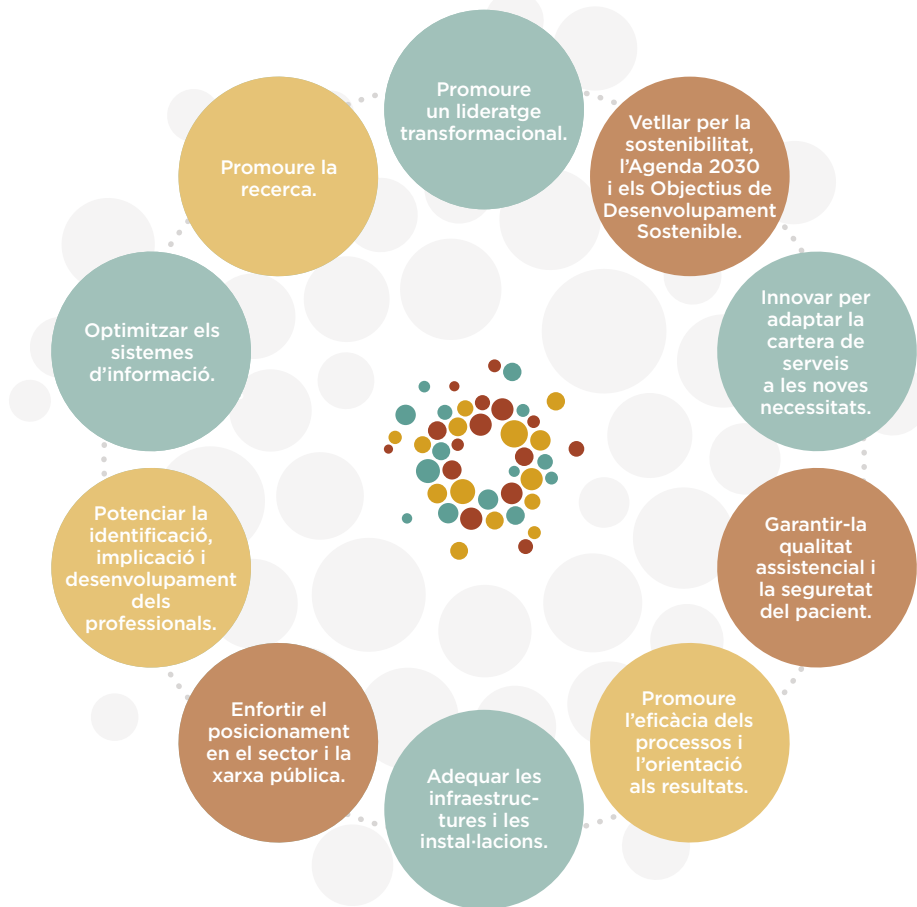 Promoure
un lideratge
transformacional.
Vetllar per la
sostenibilitat,
l’Agenda 2030
i els Objectius de
Desenvolupament
Sostenible.
Innovar per
adaptar la
cartera de
serveis
a les noves
necessitats.
Garantir-la
qualitat
assistencial i
la seguretat
del pacient.
Promoure
l’eficàcia dels
processos i
l’orientació
als resultats.
Adequar les
infraestruc-
tures i les
instal·lacions.
Enfortir el
posicionament
en el sector i la
xarxa pública.
Potenciar la
identificació,
implicació i
desenvolupament
dels
professionals.
Optimitzar els
sistemes
d’informació.
Promoure la
recerca.